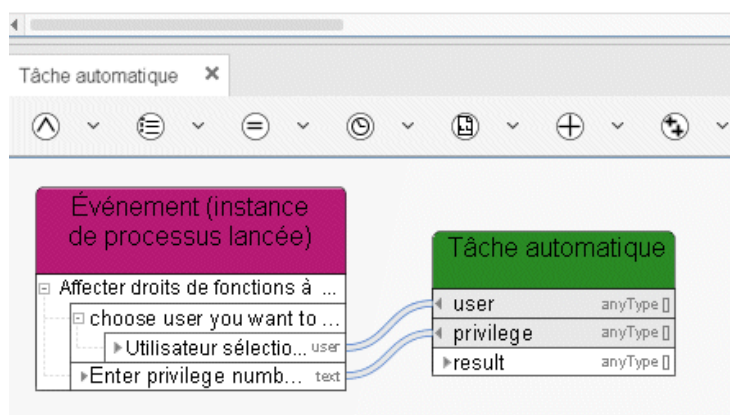 Tâche automatique
Événement (instance
de processus lancée)
Affecter droits de fonctions à ...
choose user you want to ...
Utilisateur sélectio... user
Enter privilege numb... text
Tâche automatique
user anyType []
privilege anyType []
result anyType []